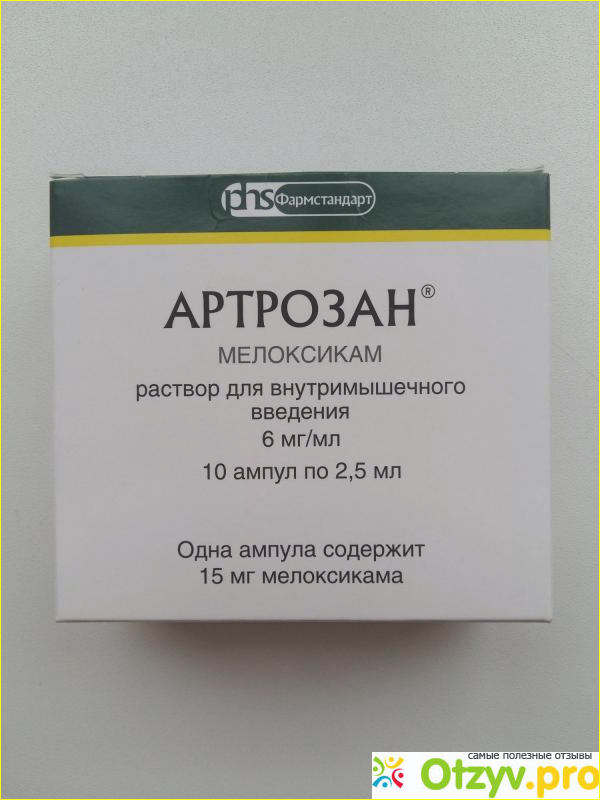 phs Фармстандарт
АРТРОЗАН®
МЕЛОКСИКАМ
раствор для внутримышечного
введения
6 мг/мл
10 ампул по 2,5 мл
Одна ампула содержит
15 мг мелоксикама
самые полезные отзывы
Otzyv.pro